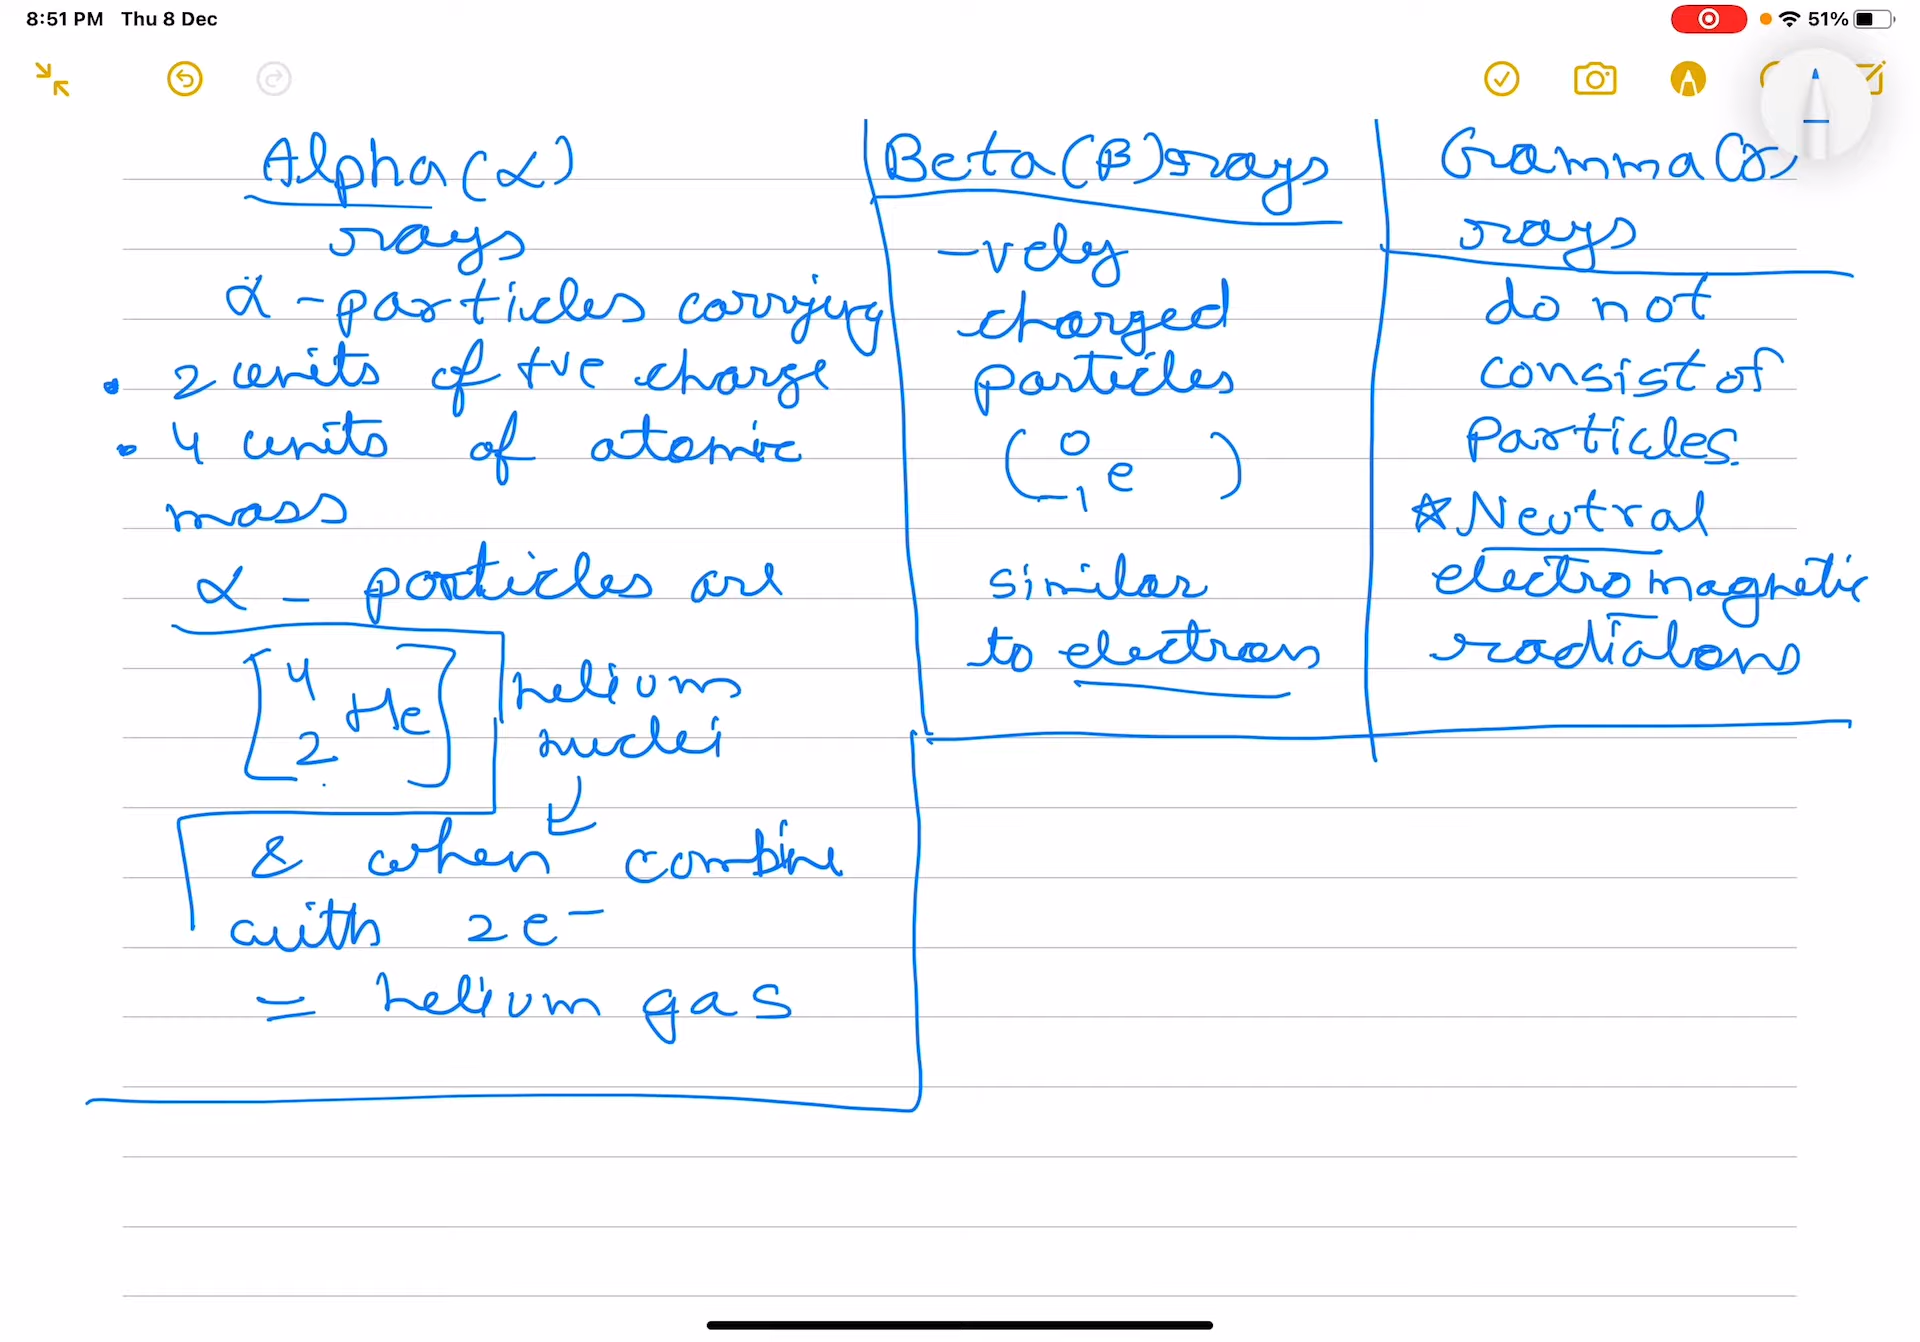 8:51 PM Thu 8 Dec
51%
Alpha (α)
rays
α - particles carrying
• 2 units of +ve charge
• 4 units of atomic
mass
α - particles are
[4 2 He] helium
nuclei
& when combine
with 2e⁻
= helium gas
Beta (β) rays
-vely
charged
particles
(0 -1 e)
similar
to electrons
Gramma (γ)
rays
do not
consist of
particles.
☆ Neutral
electromagnetic
radiations